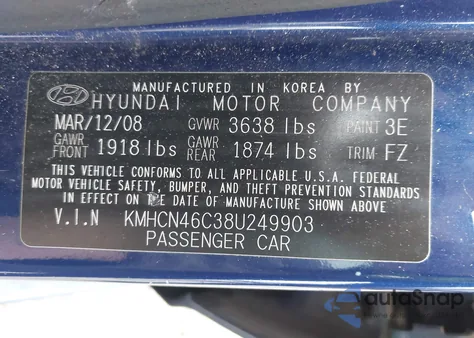 MANUFACTURED IN KOREA BY
HYUNDAI MOTOR COMPANY
MAR/12/08 GVWR 3638 lbs PAINT 3E
GAWR FRONT 1918 lbs GAWR REAR 1874 lbs TRIM FZ
THIS VEHICLE CONFORMS TO ALL APPLICABLE U.S.A. FEDERAL
MOTOR VEHICLE SAFETY, BUMPER, AND THEFT PREVENTION STANDARDS
IN EFFECT ON THE DATE OF MANUFACTURE SHOWN ABOVE
V.I.N KMHCN46C38U249903
PASSENGER CAR
autoSnap